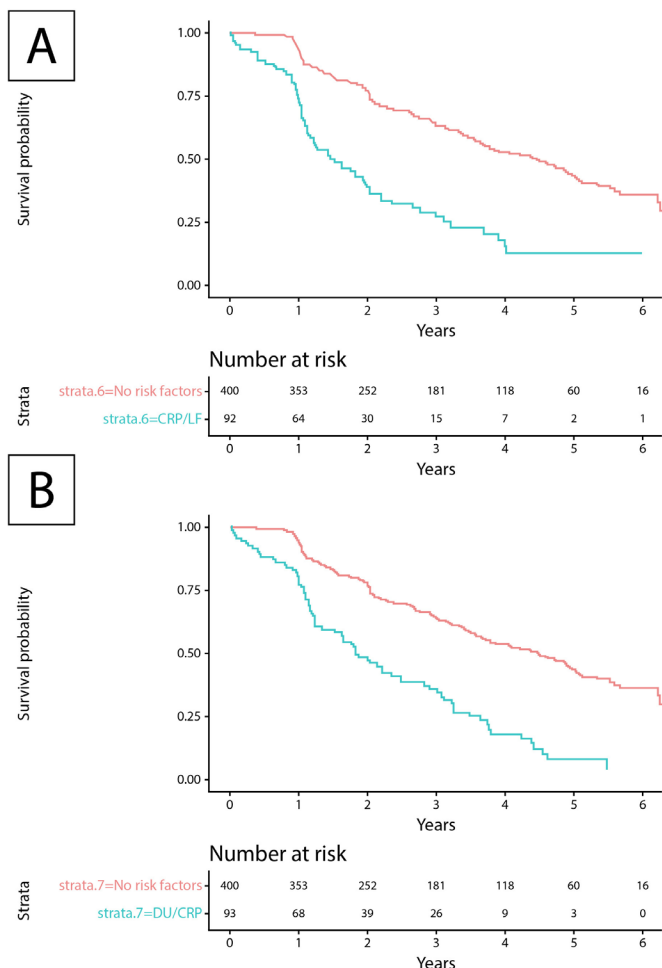 A
Survival probability
1.00
0.75
0.50
0.25
0.00
0 1 2 3 4 5 6
Years
Number at risk
Strata
strata.6=No risk factors 400 353 252 181 118 60 16
strata.6=CRP/LF 92 64 30 15 7 2 1
0 1 2 3 4 5 6
Years
B
Survival probability
1.00
0.75
0.50
0.25
0.00
0 1 2 3 4 5 6
Years
Number at risk
Strata
strata.7=No risk factors 400 353 252 181 118 60 16
strata.7=DU/CRP 93 68 39 26 9 3 0
0 1 2 3 4 5 6
Years